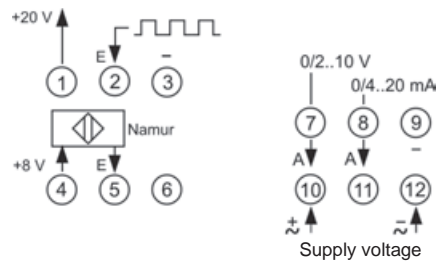 +20 V
E
–
1 2 3
Namur
+8 V
E
4 5 6
0/2..10 V
0/4..20 mA
7 8 9
A A –
10 11 12
+ ~ – ~
Supply voltage